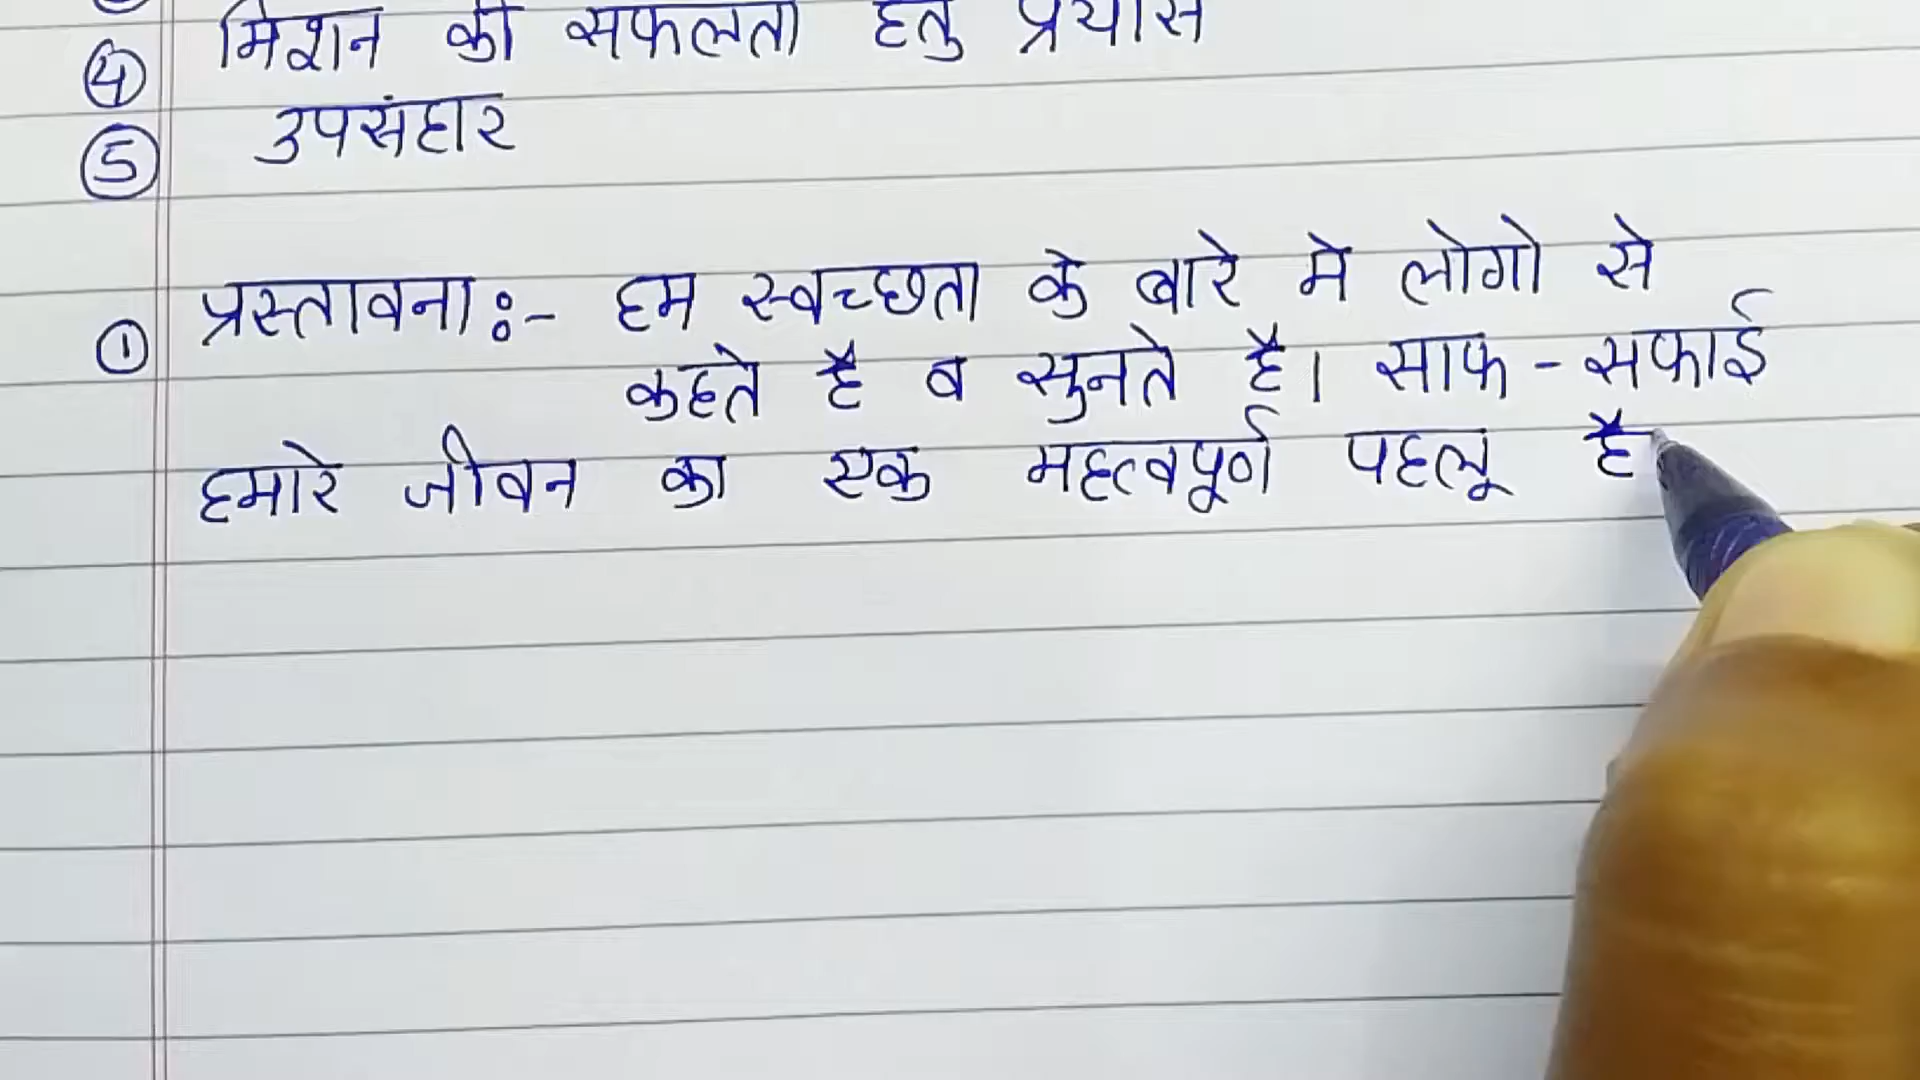 ④ मिशन की सफलता हेतु प्रयास
⑤ उपसंहार
① प्रस्तावना :- हम स्वच्छता के बारे मे लोगो से
कहते है व सुनते है। साफ - सफाई
हमारे जीवन का एक महत्वपूर्ण पहलू है